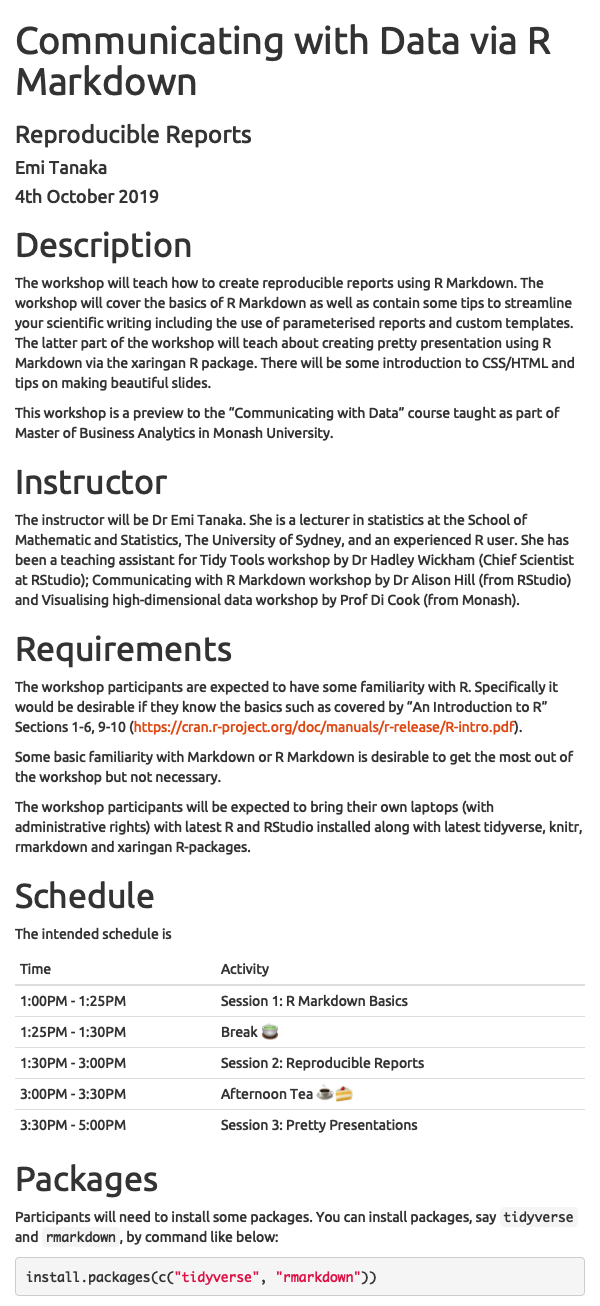 Communicating with Data via R
Markdown
Reproducible Reports
Emi Tanaka
4th October 2019
Description
The workshop will teach how to create reproducible reports using R Markdown. The
workshop will cover the basics of R Markdown as well as contain some tips to streamline
your scientific writing including the use of parameterised reports and custom templates.
The latter part of the workshop will teach about creating pretty presentation using R
Markdown via the xaringan R package. There will be some introduction to CSS/HTML and
tips on making beautiful slides.
This workshop is a preview to the “Communicating with Data” course taught as part of
Master of Business Analytics in Monash University.
Instructor
The instructor will be Dr Emi Tanaka. She is a lecturer in statistics at the School of
Mathematic and Statistics, The University of Sydney, and an experienced R user. She has
been a teaching assistant for Tidy Tools workshop by Dr Hadley Wickham (Chief Scientist
at RStudio); Communicating with R Markdown workshop by Dr Alison Hill (from RStudio)
and Visualising high-dimensional data workshop by Prof Di Cook (from Monash).
Requirements
The workshop participants are expected to have some familiarity with R. Specifically it
would be desirable if they know the basics such as covered by “An Introduction to R”
Sections 1-6, 9-10 (https://cran.r-project.org/doc/manuals/r-release/R-intro.pdf).
Some basic familiarity with Markdown or R Markdown is desirable to get the most out of
the workshop but not necessary.
The workshop participants will be expected to bring their own laptops (with
administrative rights) with latest R and RStudio installed along with latest tidyverse, knitr,
rmarkdown and xaringan R-packages.
Schedule
The intended schedule is
Time Activity
1:00PM - 1:25PM Session 1: R Markdown Basics
1:25PM - 1:30PM Break 🍵
1:30PM - 3:00PM Session 2: Reproducible Reports
3:00PM - 3:30PM Afternoon Tea ☕🍰
3:30PM - 5:00PM Session 3: Pretty Presentations
Packages
Participants will need to install some packages. You can install packages, say tidyverse
and rmarkdown, by command like below:
install.packages(c("tidyverse", "rmarkdown"))